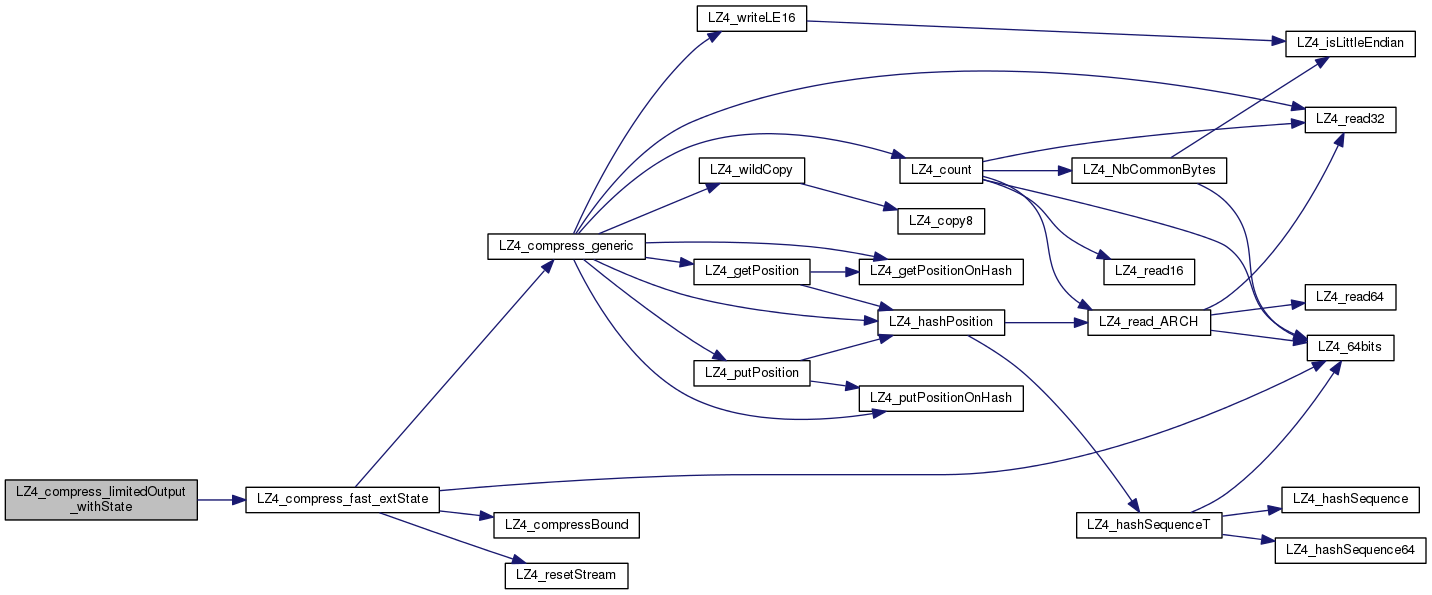 LZ4_writeLE16
LZ4_isLittleEndian
LZ4_read32
LZ4_wildCopy
LZ4_count
LZ4_NbCommonBytes
LZ4_copy8
LZ4_compress_generic
LZ4_getPosition
LZ4_getPositionOnHash
LZ4_read16
LZ4_read64
LZ4_hashPosition
LZ4_read_ARCH
LZ4_64bits
LZ4_putPosition
LZ4_putPositionOnHash
LZ4_compress_limitedOutput
_withState
LZ4_compress_fast_extState
LZ4_hashSequence
LZ4_compressBound
LZ4_hashSequenceT
LZ4_hashSequence64
LZ4_resetStream